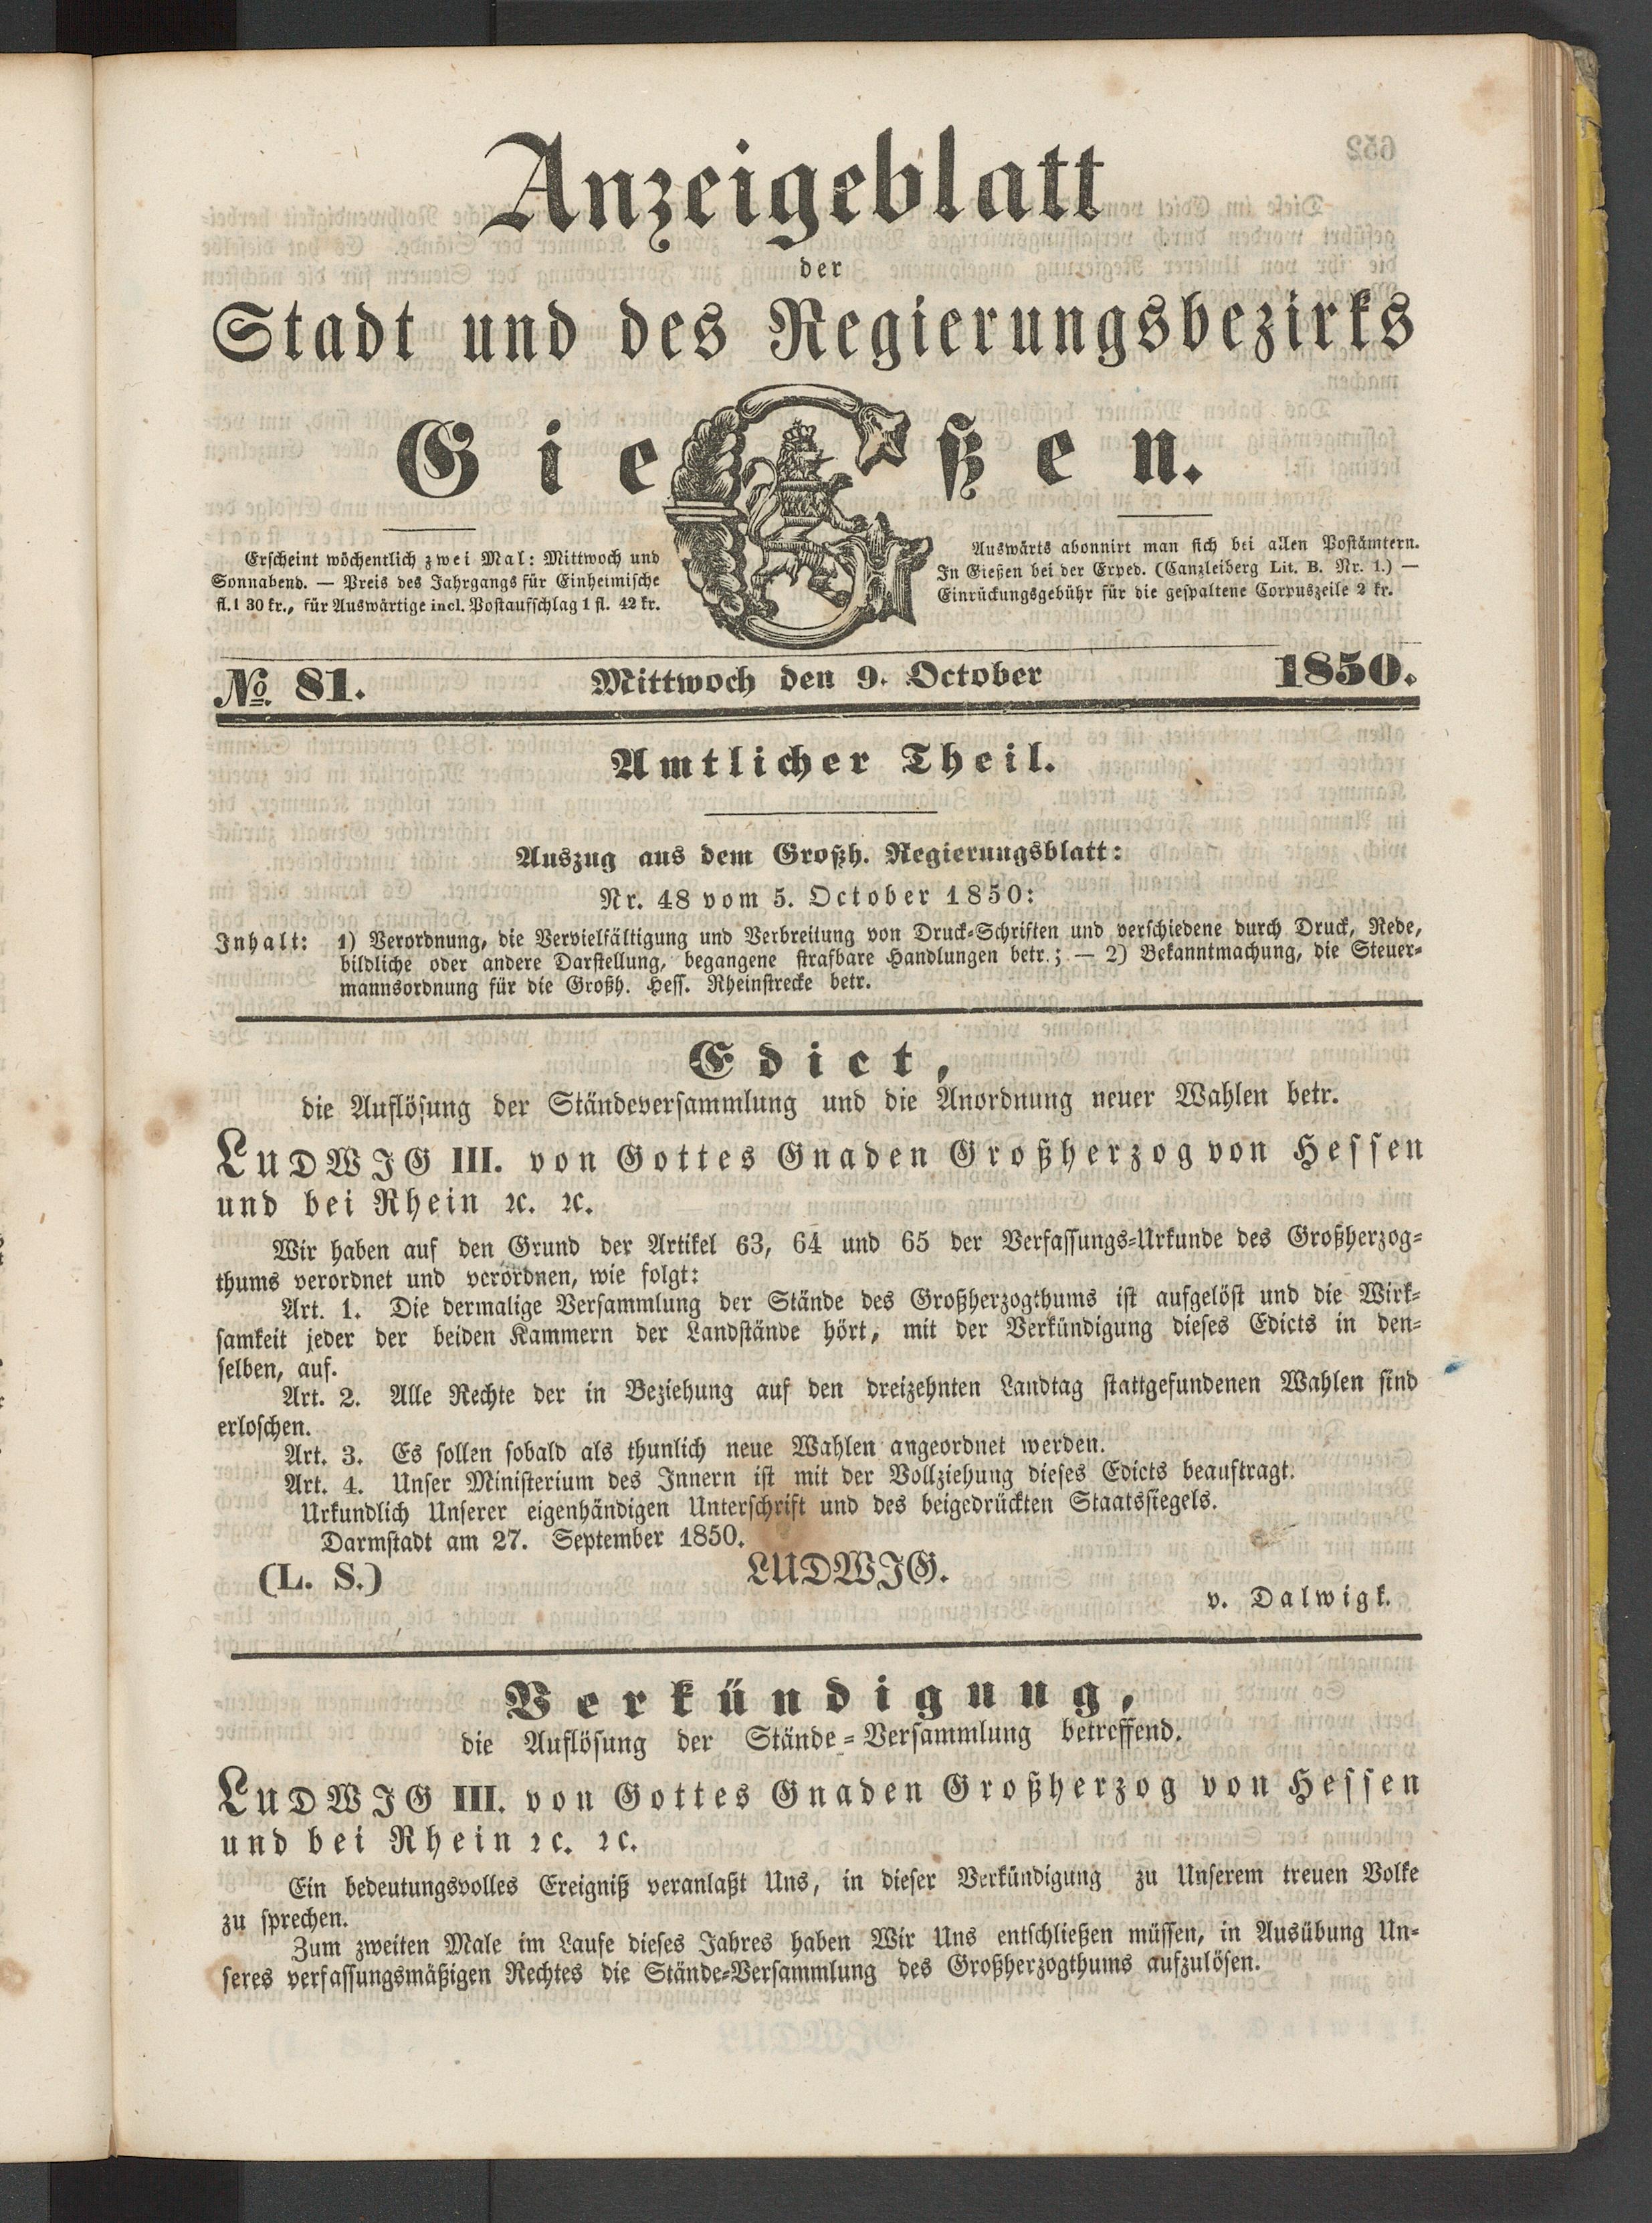 Anzeigeblatt
der
Stadt und des Regierungsbezirks
Gießen.
Erscheint wöchentlich zwei Mal: Mittwoch und
Sonnabend. — Preis des Jahrgangs für Einheimische
fl. 1 30 kr., für Auswärtige incl. Postaufschlag 1 fl. 42 kr.
Auswärts abonnirt man sich bei allen Postämtern.
In Gießen bei der Exped. (Canzleiberg Lit. B. Nr. 1.) —
Einrückungsgebühr für die gespaltene Corpuszeile 2 kr.
No. 81. Mittwoch den 9. October 1850.
Amtlicher Theil.
Auszug aus dem Großh. Regierungsblatt:
Nr. 48 vom 5. October 1850:
Inhalt: 1) Verordnung, die Vervielfältigung und Verbreitung von Druck-Schriften und verschiedene durch Druck, Rede,
bildliche oder andere Darstellung, begangene strafbare Handlungen betr.; — 2) Bekanntmachung, die Steuer-
mannsordnung für die Großh. Hess. Rheinstrecke betr.
Edict,
die Auflösung der Ständeversammlung und die Anordnung neuer Wahlen betr.
LUDWIG III. von Gottes Gnaden Großherzog von Hessen
und bei Rhein ꝛc. ꝛc.
Wir haben auf den Grund der Artikel 63, 64 und 65 der Verfassungs-Urkunde des Großherzog-
thums verordnet und verordnen, wie folgt:
Art. 1. Die dermalige Versammlung der Stände des Großherzogthums ist aufgelöst und die Wirk-
samkeit jeder der beiden Kammern der Landstände hört, mit der Verkündigung dieses Edicts in den-
selben, auf.
Art. 2. Alle Rechte der in Beziehung auf den dreizehnten Landtag stattgefundenen Wahlen sind
erloschen.
Art. 3. Es sollen sobald als thunlich neue Wahlen angeordnet werden.
Art. 4. Unser Ministerium des Innern ist mit der Vollziehung dieses Edicts beauftragt.
Urkundlich Unserer eigenhändigen Unterschrift und des beigedrückten Staatssiegels.
Darmstadt am 27. September 1850.
(L. S.) LUDWIG.
v. Dalwigk.
Verkündigung,
die Auflösung der Stände-Versammlung betreffend.
LUDWIG III. von Gottes Gnaden Großherzog von Hessen
und bei Rhein ꝛc. ꝛc.
Ein bedeutungsvolles Ereigniß veranlaßt Uns, in dieser Verkündigung zu Unserem treuen Volke
zu sprechen.
Zum zweiten Male im Laufe dieses Jahres haben Wir Uns entschließen müssen, in Ausübung Un-
seres verfassungsmäßigen Rechtes die Stände-Versammlung des Großherzogthums aufzulösen.